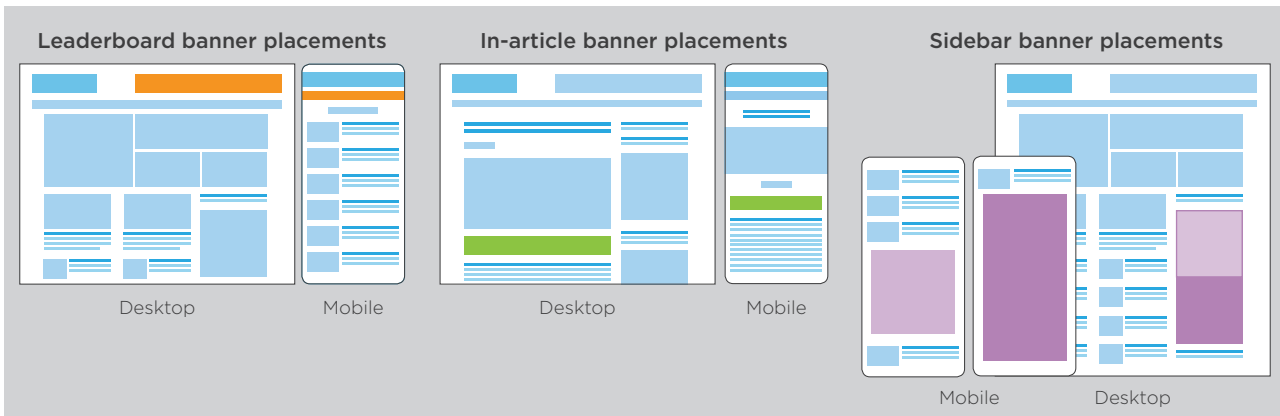 Leaderboard banner placements
Desktop
Mobile
In-article banner placements
Desktop
Mobile
Sidebar banner placements
Mobile
Desktop